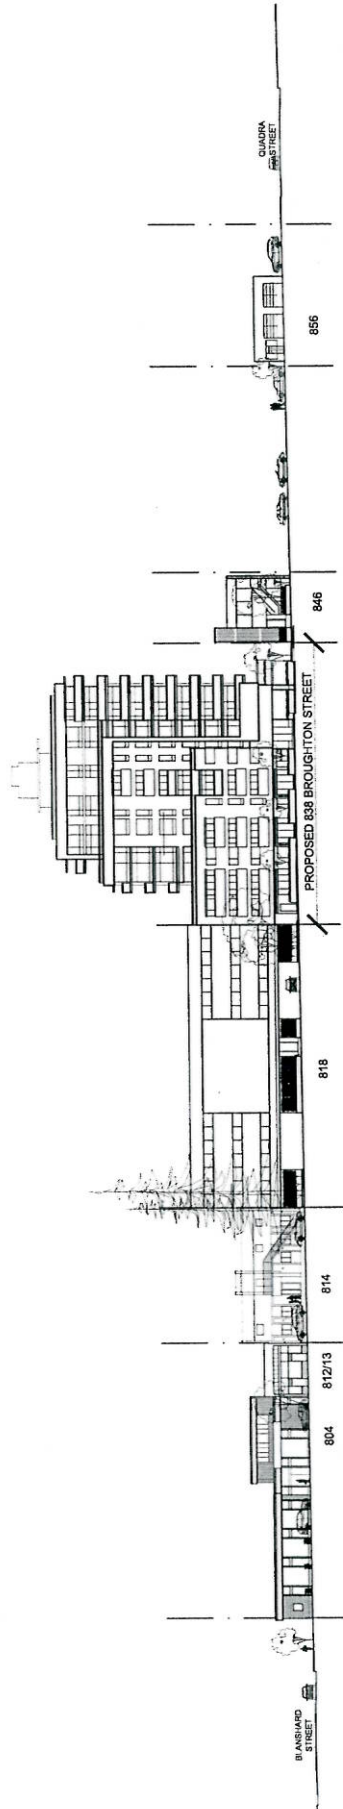 BLANSHARD
STREET
804
812/13
814
818
PROPOSED 838 BROUGHTON STREET
846
856
QUADRA
STREET